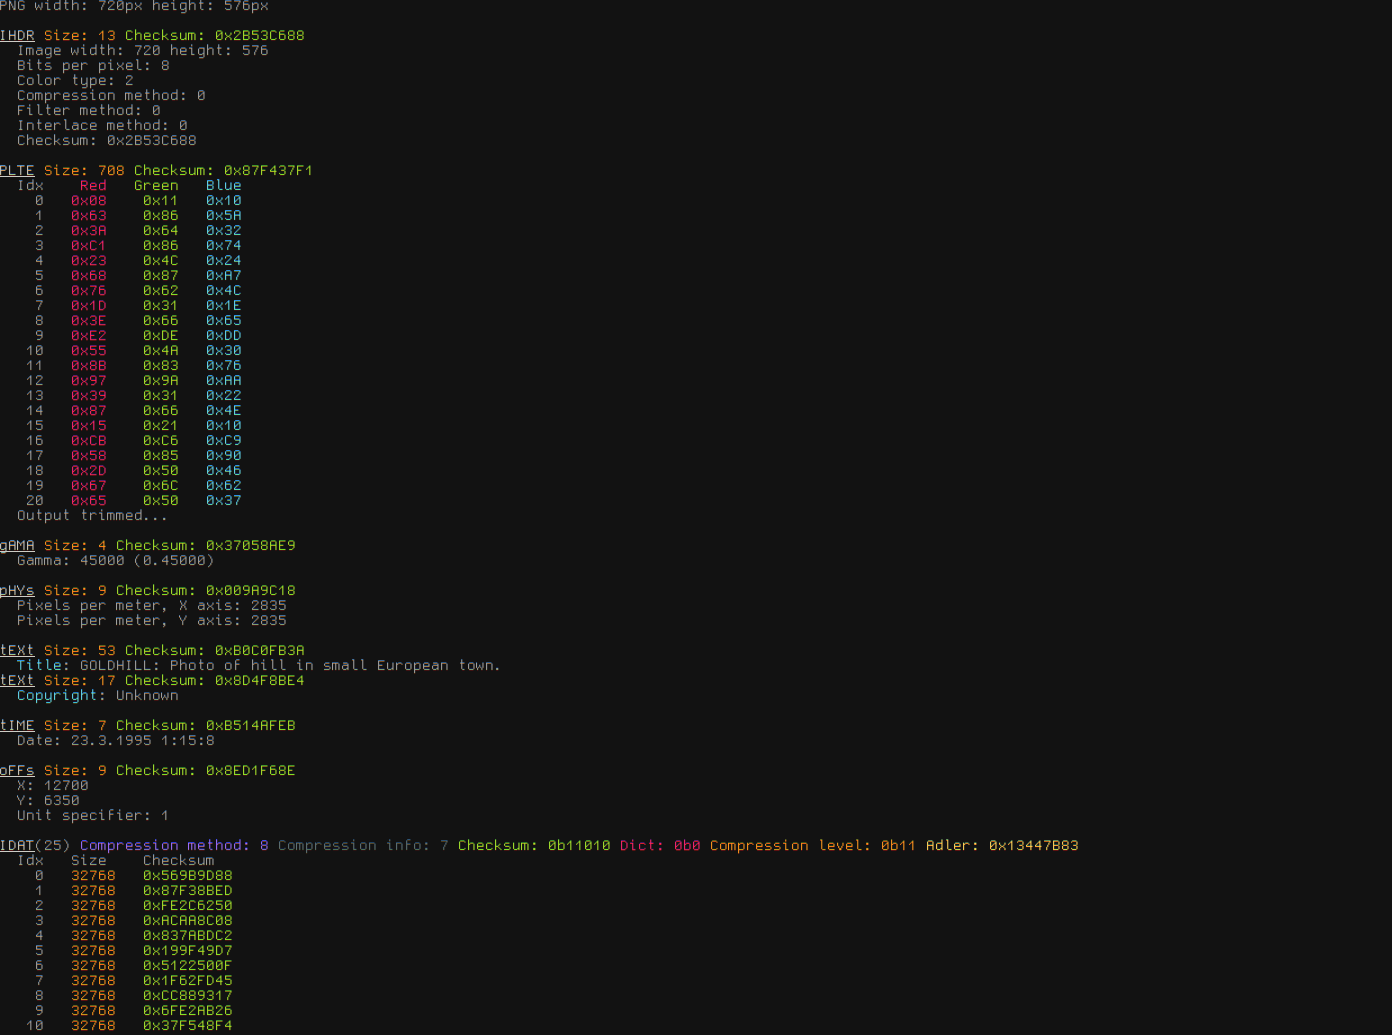 PNG width: 720px height: 576px
IHDR Size: 13 Checksum: 0x2B53C688
Image width: 720 height: 576
Bits per pixel: 8
Color type: 2
Compression method: 0
Filter method: 0
Interlace method: 0
Checksum: 0x2B53C688
PLTE Size: 708 Checksum: 0x87F437F1
Idx Red Green Blue
0 0x08 0x11 0x10
1 0x63 0x86 0x5A
2 0x3A 0x64 0x32
3 0xC1 0x86 0x74
4 0x23 0x4C 0x24
5 0x68 0x87 0xA7
6 0x76 0x62 0x4C
7 0x1D 0x31 0x1E
8 0x3E 0x66 0x65
9 0xE2 0xDE 0xDD
10 0x55 0x4A 0x30
11 0x8B 0x83 0x76
12 0x97 0x9A 0xAA
13 0x39 0x31 0x22
14 0x87 0x66 0x4E
15 0x15 0x21 0x10
16 0xCB 0xC6 0xC9
17 0x58 0x85 0x90
18 0x2D 0x50 0x46
19 0x67 0x6C 0x62
20 0x65 0x50 0x37
Output trimmed...
gAMA Size: 4 Checksum: 0x37058AE9
Gamma: 45000 (0.45000)
pHYs Size: 9 Checksum: 0x009A9C18
Pixels per meter, X axis: 2835
Pixels per meter, Y axis: 2835
tEXt Size: 53 Checksum: 0xB0C0FB3A
Title: GOLDHILL: Photo of hill in small European town.
tEXt Size: 17 Checksum: 0x8D4F8BE4
Copyright: Unknown
tIME Size: 7 Checksum: 0xB514AFEB
Date: 23.3.1995 1:15:8
oFFs Size: 9 Checksum: 0x8ED1F68E
X: 12700
Y: 6350
Unit specifier: 1
IDAT(25) Compression method: 8 Compression info: 7 Checksum: 0b11010 Dict: 0b0 Compression level: 0b11 Adler: 0x13447B83
Idx Size Checksum
0 32768 0x569B9D88
1 32768 0x87F38BED
2 32768 0xFE2C6250
3 32768 0xACAA8C08
4 32768 0x837ABDC2
5 32768 0x199F49D7
6 32768 0x5122500F
7 32768 0x1F62FD45
8 32768 0xCC889317
9 32768 0x6FE2AB26
10 32768 0x37F548F4